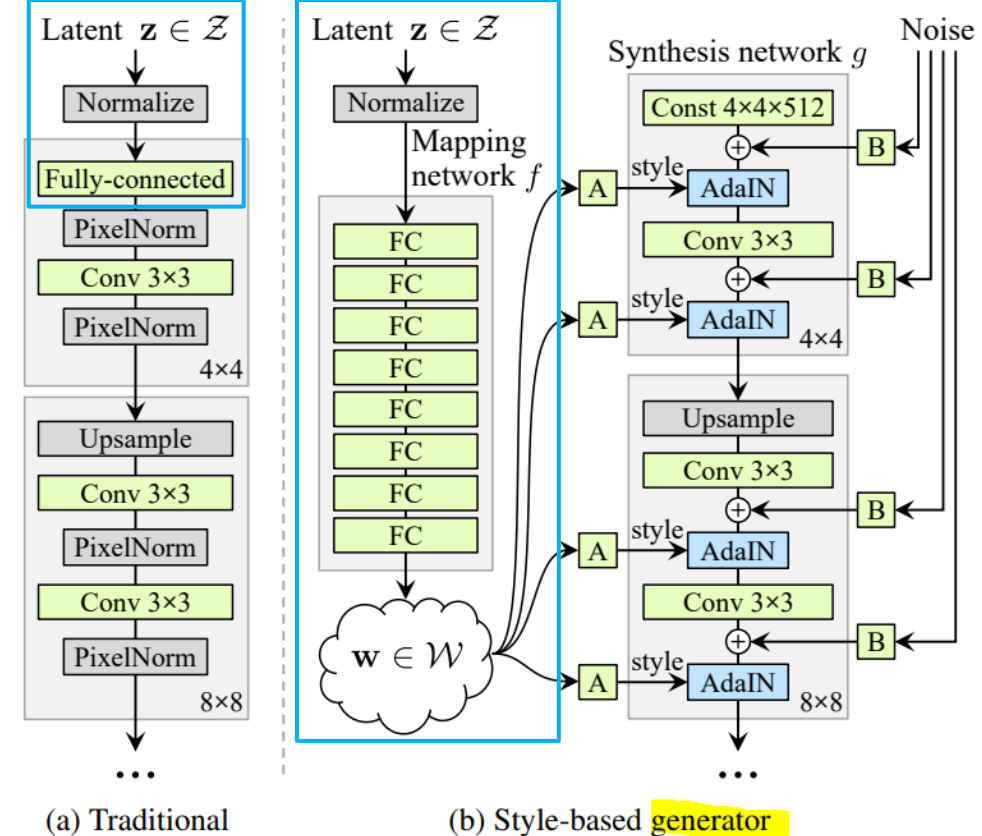 Latent z ∈ 𝒵
Normalize
Fully-connected
PixelNorm
Conv 3×3
PixelNorm
4×4
Upsample
Conv 3×3
PixelNorm
Conv 3×3
PixelNorm
8×8
...
(a) Traditional
Latent z ∈ 𝒵
Normalize
Mapping
network f
FC
FC
FC
FC
FC
FC
FC
FC
w ∈ 𝒲
A
style
A
style
A
style
A
style
Synthesis network g
Const 4×4×512
+
AdaIN
Conv 3×3
+
AdaIN
4×4
Upsample
Conv 3×3
+
AdaIN
Conv 3×3
+
AdaIN
8×8
...
Noise
B
B
B
B
(b) Style-based generator